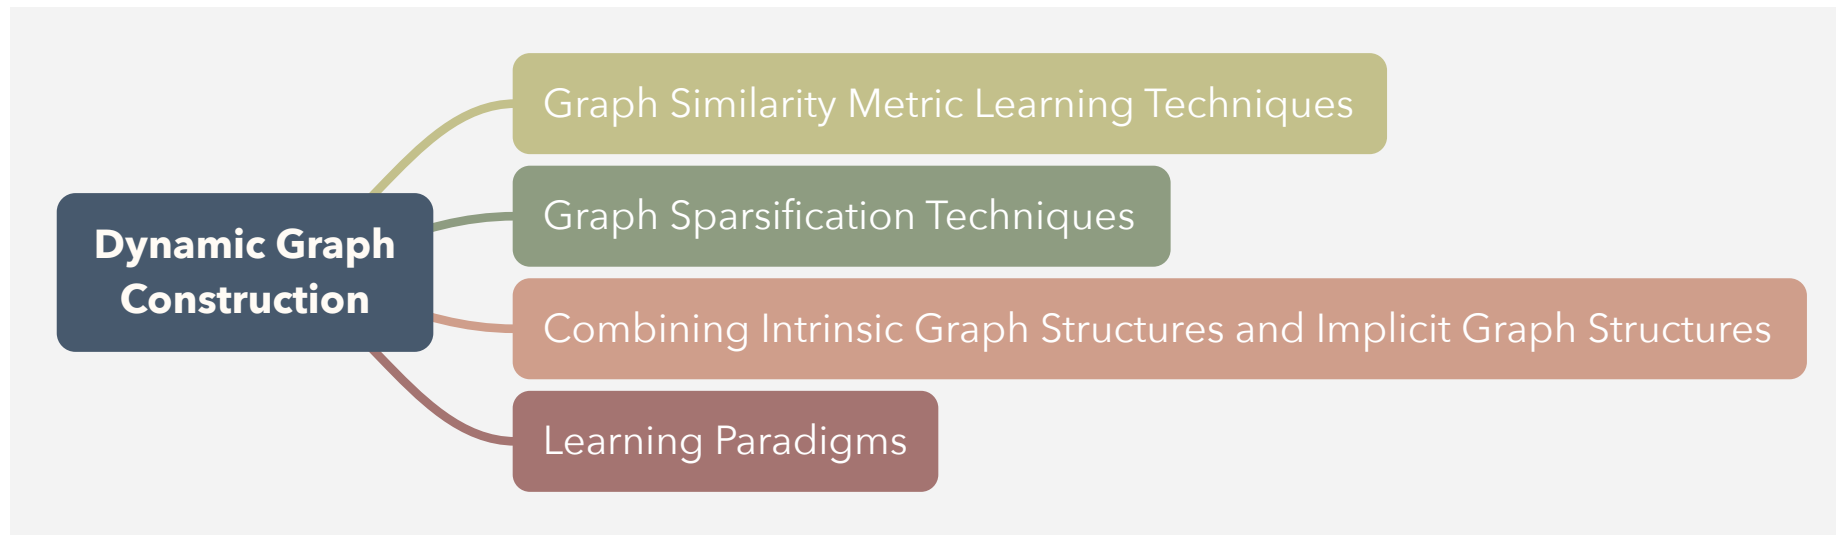 Dynamic Graph
Construction
Graph Similarity Metric Learning Techniques
Graph Sparsification Techniques
Combining Intrinsic Graph Structures and Implicit Graph Structures
Learning Paradigms